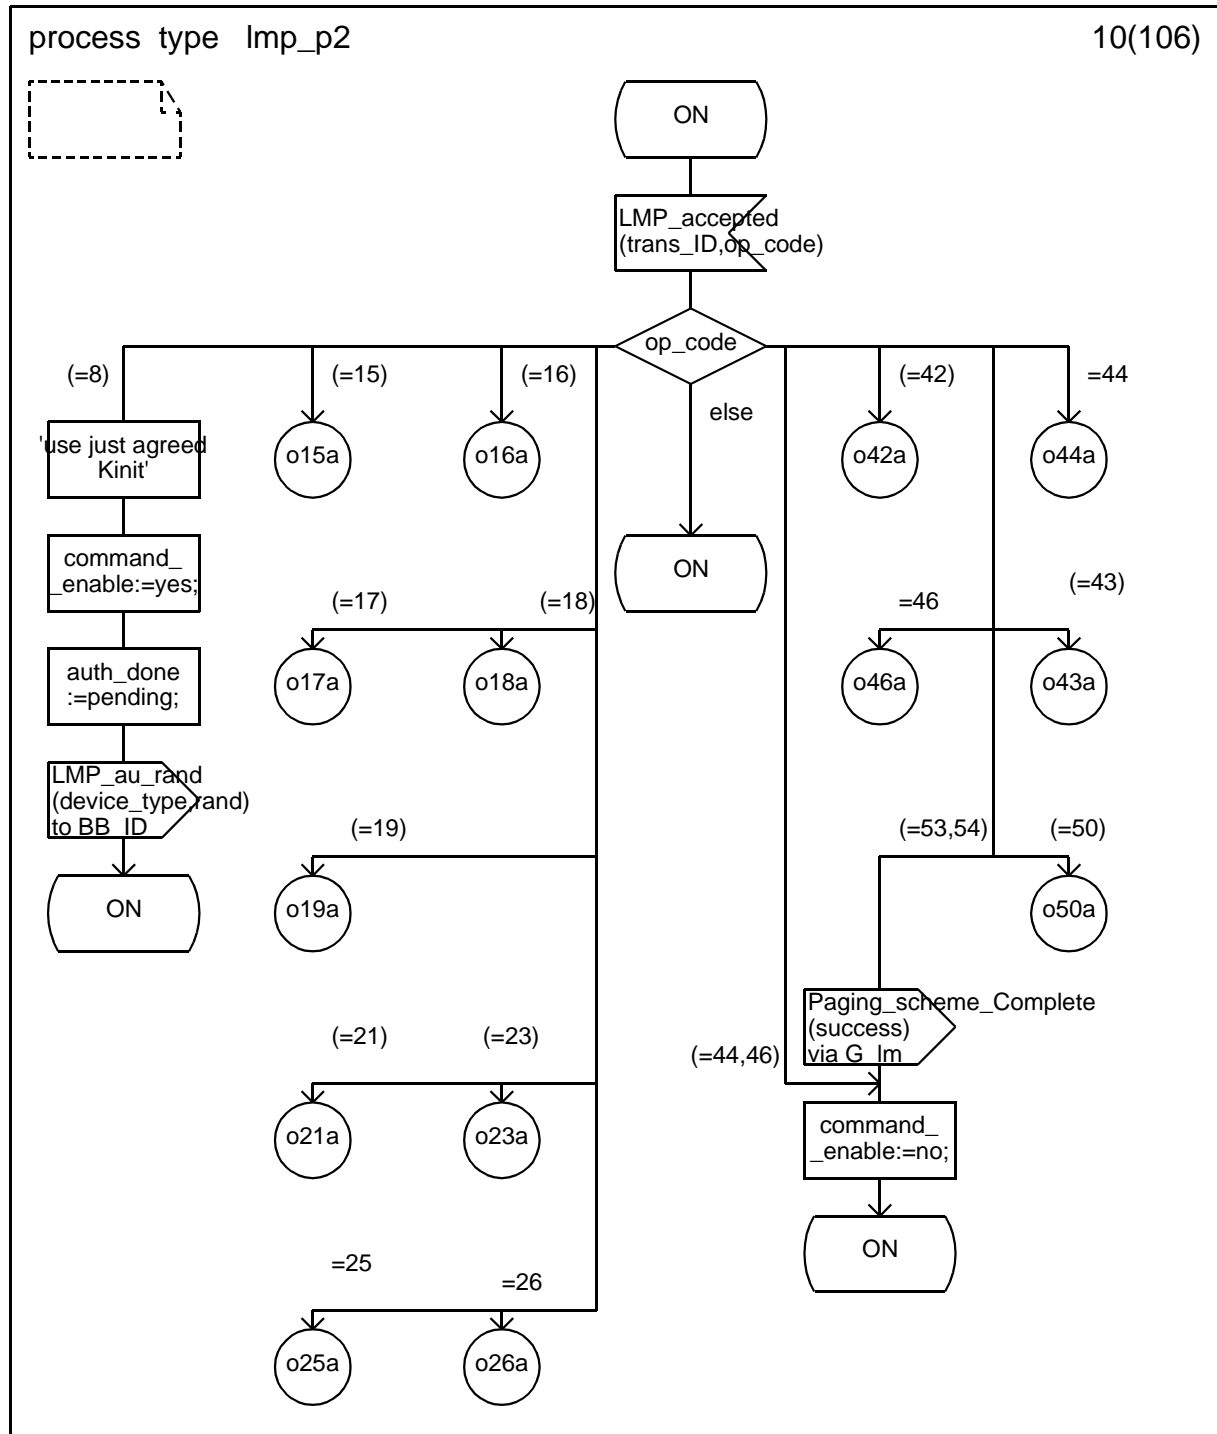 process type lmp_p2
10(106)
ON
LMP_accepted
(trans_ID,op_code)
op_code
(=8)
(=15)
(=16)
else
(=42)
=44
'use just agreed
Kinit'
o15a
o16a
o42a
o44a
command_
_enable:=yes;
ON
(=17)
(=18)
=46
(=43)
auth_done
:=pending;
o17a
o18a
o46a
o43a
LMP_au_rand
(device_type,rand)
to BB_ID
(=19)
(=53,54)
(=50)
ON
o19a
o50a
Paging_scheme_Complete
(success)
via G_lm
(=21)
(=23)
(=44,46)
o21a
o23a
command_
_enable:=no;
ON
=25
=26
o25a
o26a